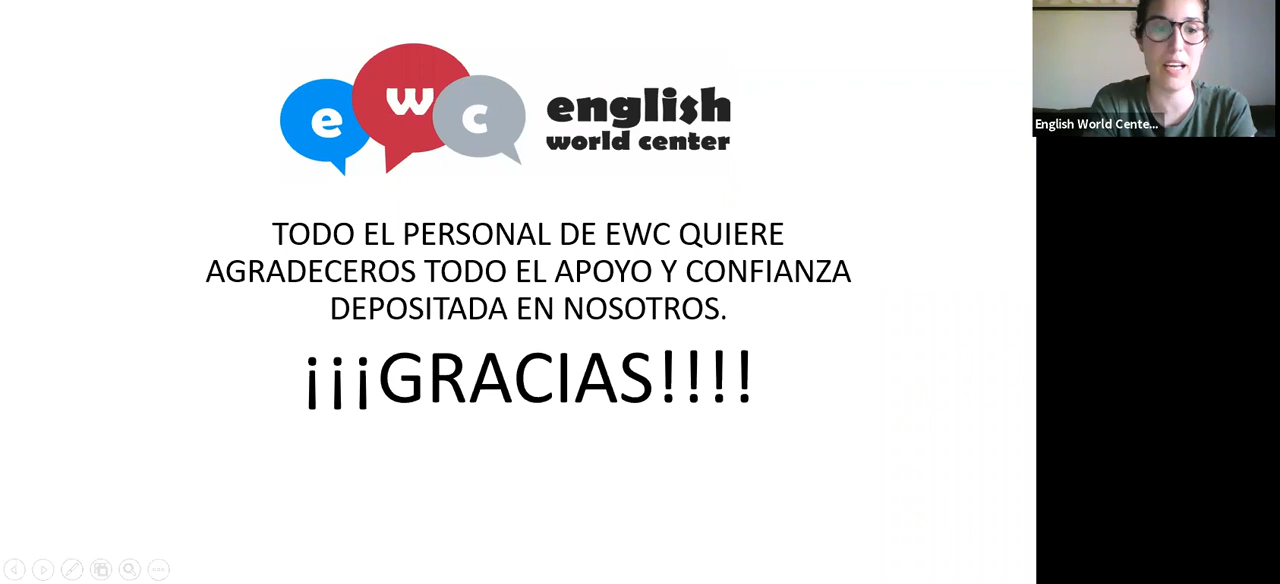 e w c
english
world center
TODO EL PERSONAL DE EWC QUIERE
AGRADECEROS TODO EL APOYO Y CONFIANZA
DEPOSITADA EN NOSOTROS.
¡¡¡GRACIAS!!!!
English World Cente...